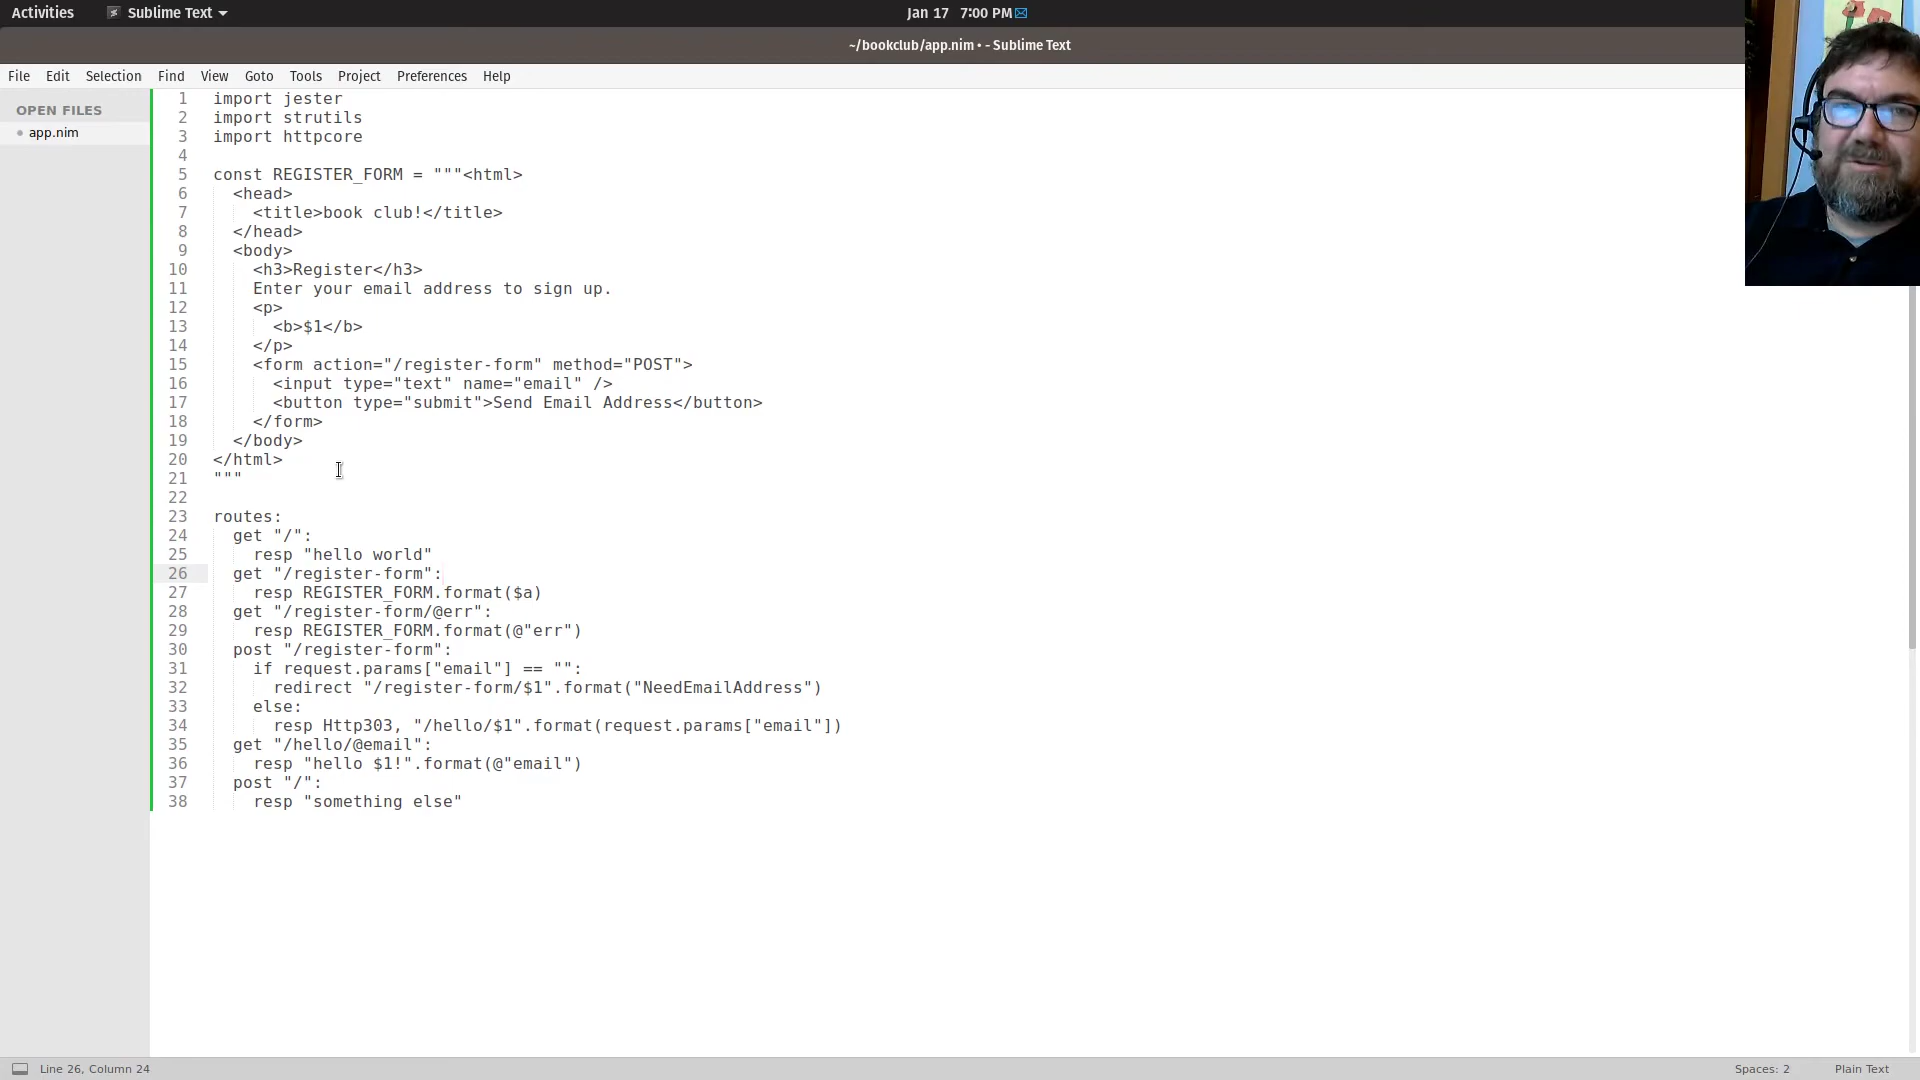 Activities Sublime Text Jan 17 7:00 PM
~/bookclub/app.nim • - Sublime Text
File Edit Selection Find View Goto Tools Project Preferences Help
OPEN FILES
app.nim
1 import jester
2 import strutils
3 import httpcore
4
5 const REGISTER_FORM = """<html>
6   <head>
7     <title>book club!</title>
8   </head>
9   <body>
10     <h3>Register</h3>
11     Enter your email address to sign up.
12     <p>
13       <b>$1</b>
14     </p>
15     <form action="/register-form" method="POST">
16       <input type="text" name="email" />
17       <button type="submit">Send Email Address</button>
18     </form>
19   </body>
20 </html>
21 """
22
23 routes:
24   get "/":
25     resp "hello world"
26   get "/register-form":
27     resp REGISTER_FORM.format($a)
28   get "/register-form/@err":
29     resp REGISTER_FORM.format(@"err")
30   post "/register-form":
31     if request.params["email"] == "":
32       redirect "/register-form/$1".format("NeedEmailAddress")
33     else:
34       resp Http303, "/hello/$1".format(request.params["email"])
35   get "/hello/@email":
36     resp "hello $1!".format(@"email")
37   post "/":
38     resp "something else"
Line 26, Column 24 Spaces: 2 Plain Text